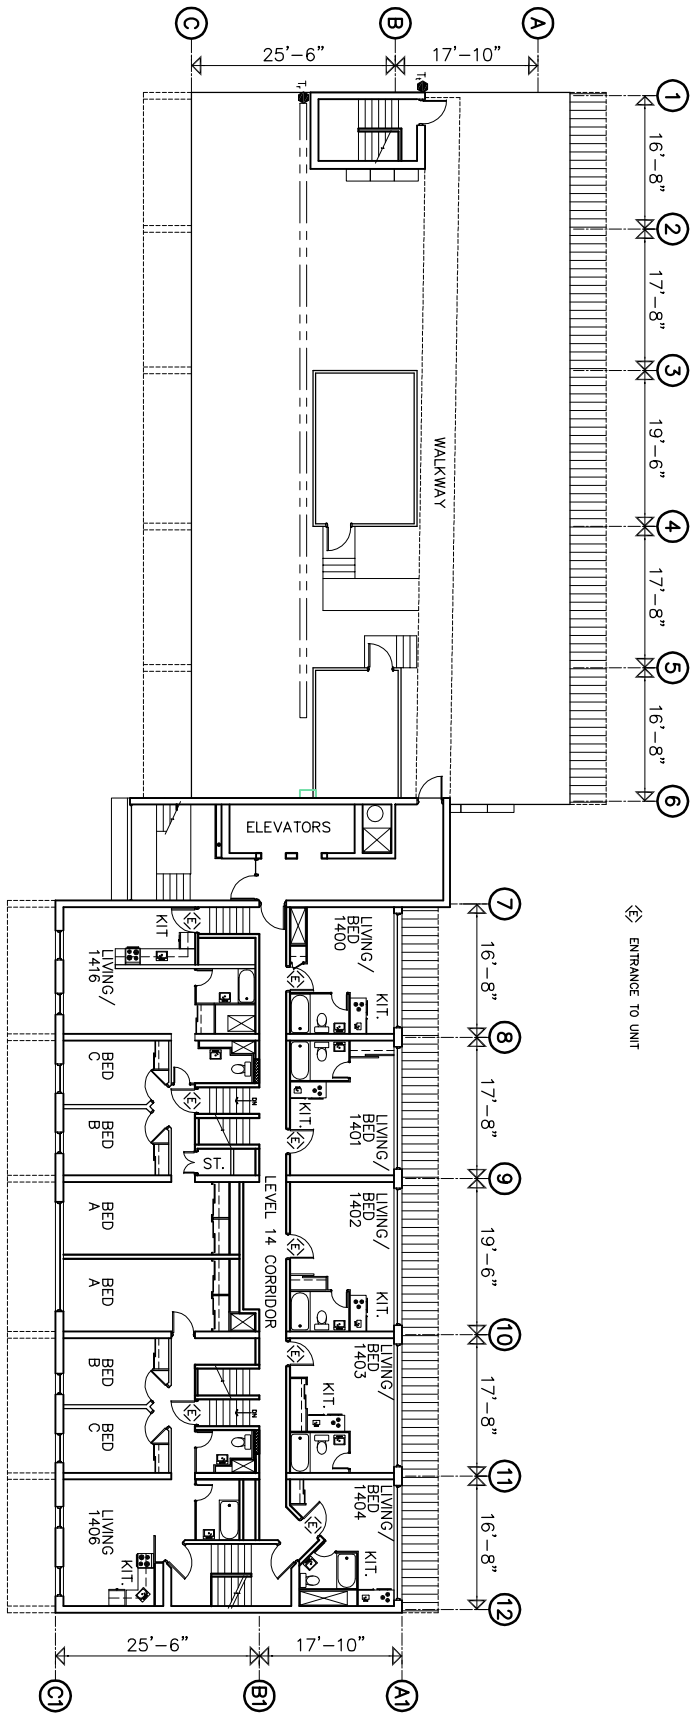 C
B
A
25'-6"
17'-10"
Tr
Tt
1
16'-8"
2
17'-8"
3
19'-6"
4
17'-8"
5
16'-8"
6
WALKWAY
ELEVATORS
<E> ENTRANCE TO UNIT
7
16'-8"
8
17'-8"
9
19'-6"
10
17'-8"
11
16'-8"
12
LIVING/
BED
1400
KIT.
<E>
LIVING/
BED
1401
KIT.
<E>
LIVING/
BED
1402
KIT.
<E>
LIVING/
BED
1403
KIT.
<E>
LIVING/
BED
1404
KIT.
<E>
LEVEL 14 CORRIDOR
KIT
<E>
LIVING/
1416
BED
C
BED
B
<E>
DN
ST.
BED
A
BED
A
BED
B
BED
C
<E>
DN
LIVING
1406
KIT.
25'-6"
17'-10"
C1
B1
A1